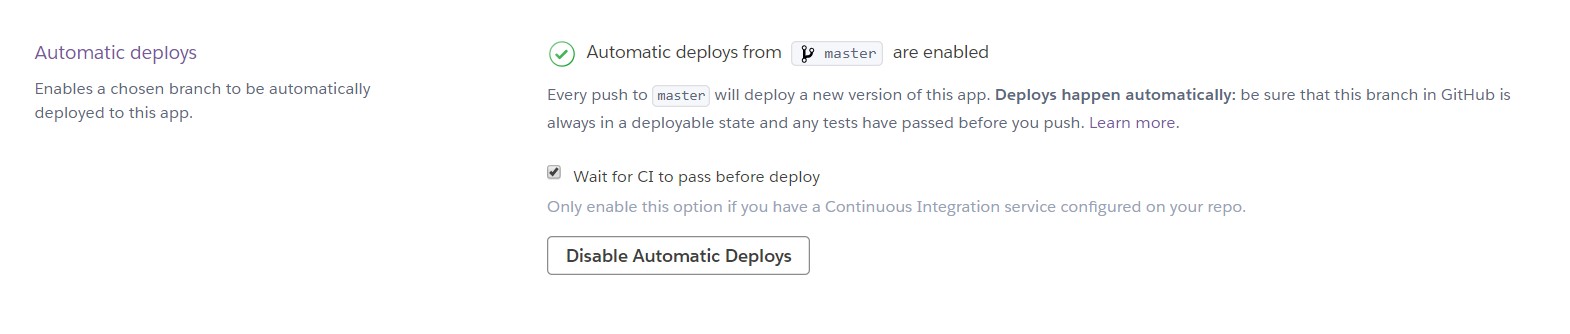 Automatic deploys
Enables a chosen branch to be automatically
deployed to this app.
Automatic deploys from master are enabled
Every push to master will deploy a new version of this app. Deploys happen automatically: be sure that this branch in GitHub is
always in a deployable state and any tests have passed before you push. Learn more.
Wait for CI to pass before deploy
Only enable this option if you have a Continuous Integration service configured on your repo.
Disable Automatic Deploys